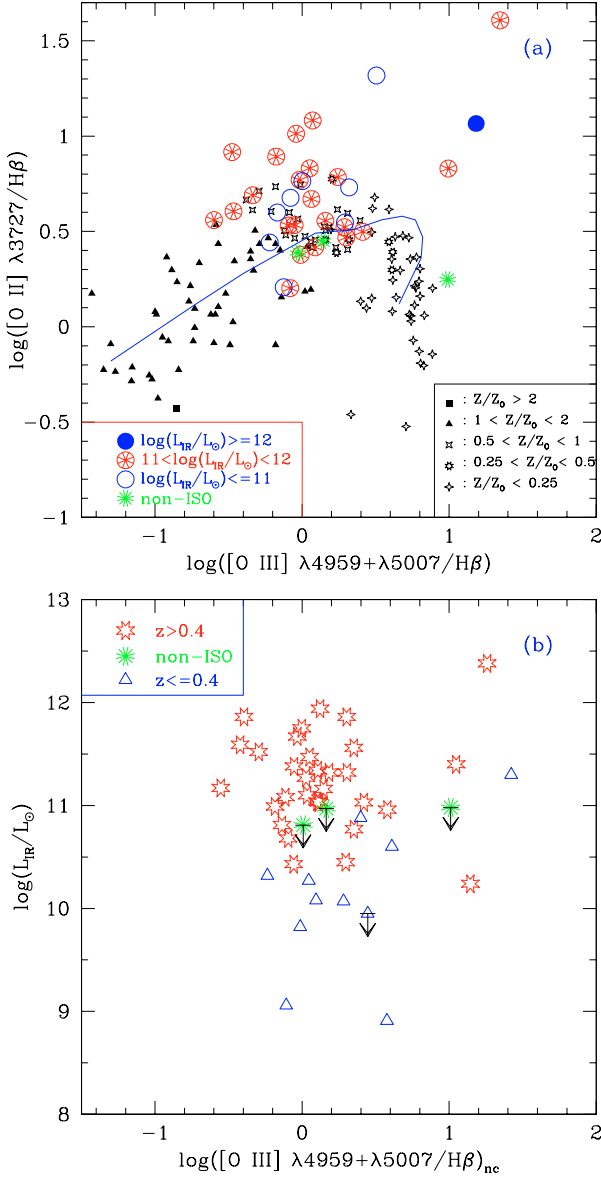 (a)
1.5
1
0.5
0
−0.5
−1
log([O II] λ3727/Hβ)
■ : Z/Z₀ > 2
▲ : 1 < Z/Z₀ < 2
: 0.5 < Z/Z₀ < 1
: 0.25 < Z/Z₀ < 0.5
: Z/Z₀ < 0.25
log(L_IR/L_⊙)>=12
11<log(L_IR/L_⊙)<12
log(L_IR/L_⊙)<=11
non−ISO
−1 0 1 2
log([O III] λ4959+λ5007/Hβ)
13
12
11
10
9
8
log(L_IR/L_⊙)
z>0.4
non−ISO
z<=0.4
(b)
−1 0 1 2
log([O III] λ4959+λ5007/Hβ)_nc